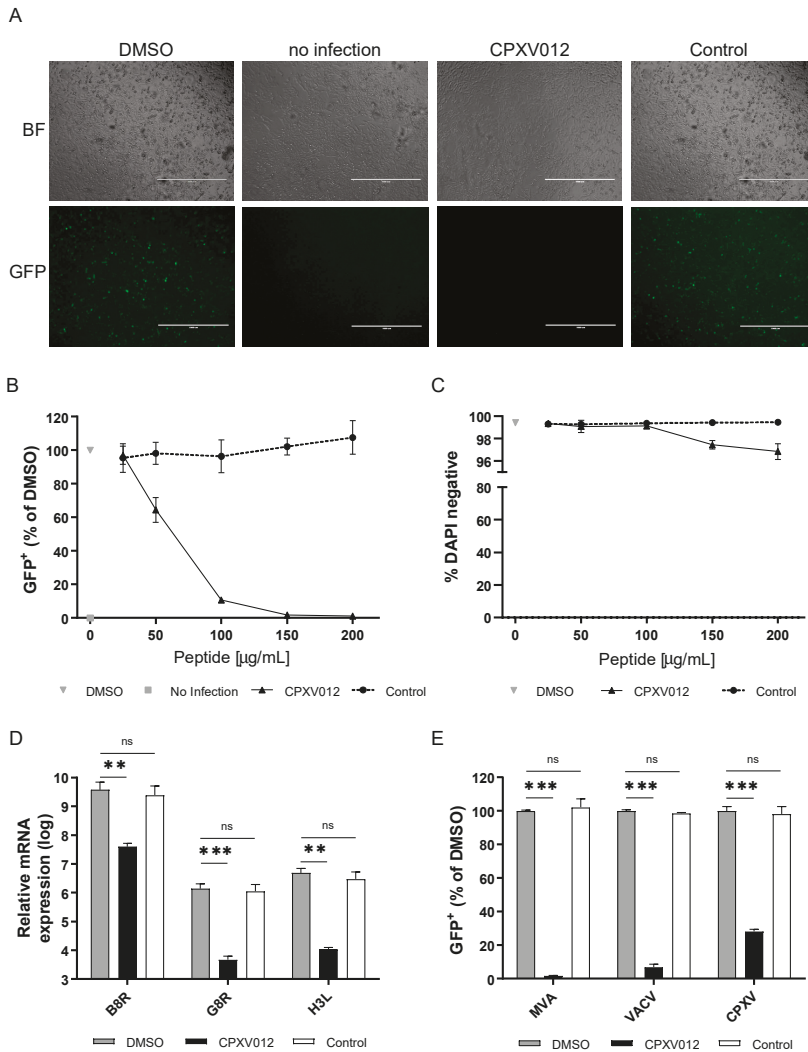 A
DMSO no infection CPXV012 Control
BF
GFP
B
GFP⁺ (% of DMSO)
120
100
80
60
40
20
0
0 50 100 150 200
Peptide [µg/mL]
DMSO No Infection CPXV012 Control
C
% DAPI negative
100
98
96
80
60
40
20
0
0 50 100 150 200
Peptide [µg/mL]
DMSO CPXV012 Control
D
Relative mRNA
expression (log)
10
9
8
7
6
5
4
3
ns
**
ns
***
ns
**
B8R G8R H3L
DMSO CPXV012 Control
E
GFP⁺ (% of DMSO)
120
100
80
60
40
20
0
ns ns ns
*** *** ***
MVA VACV CPXV
DMSO CPXV012 Control